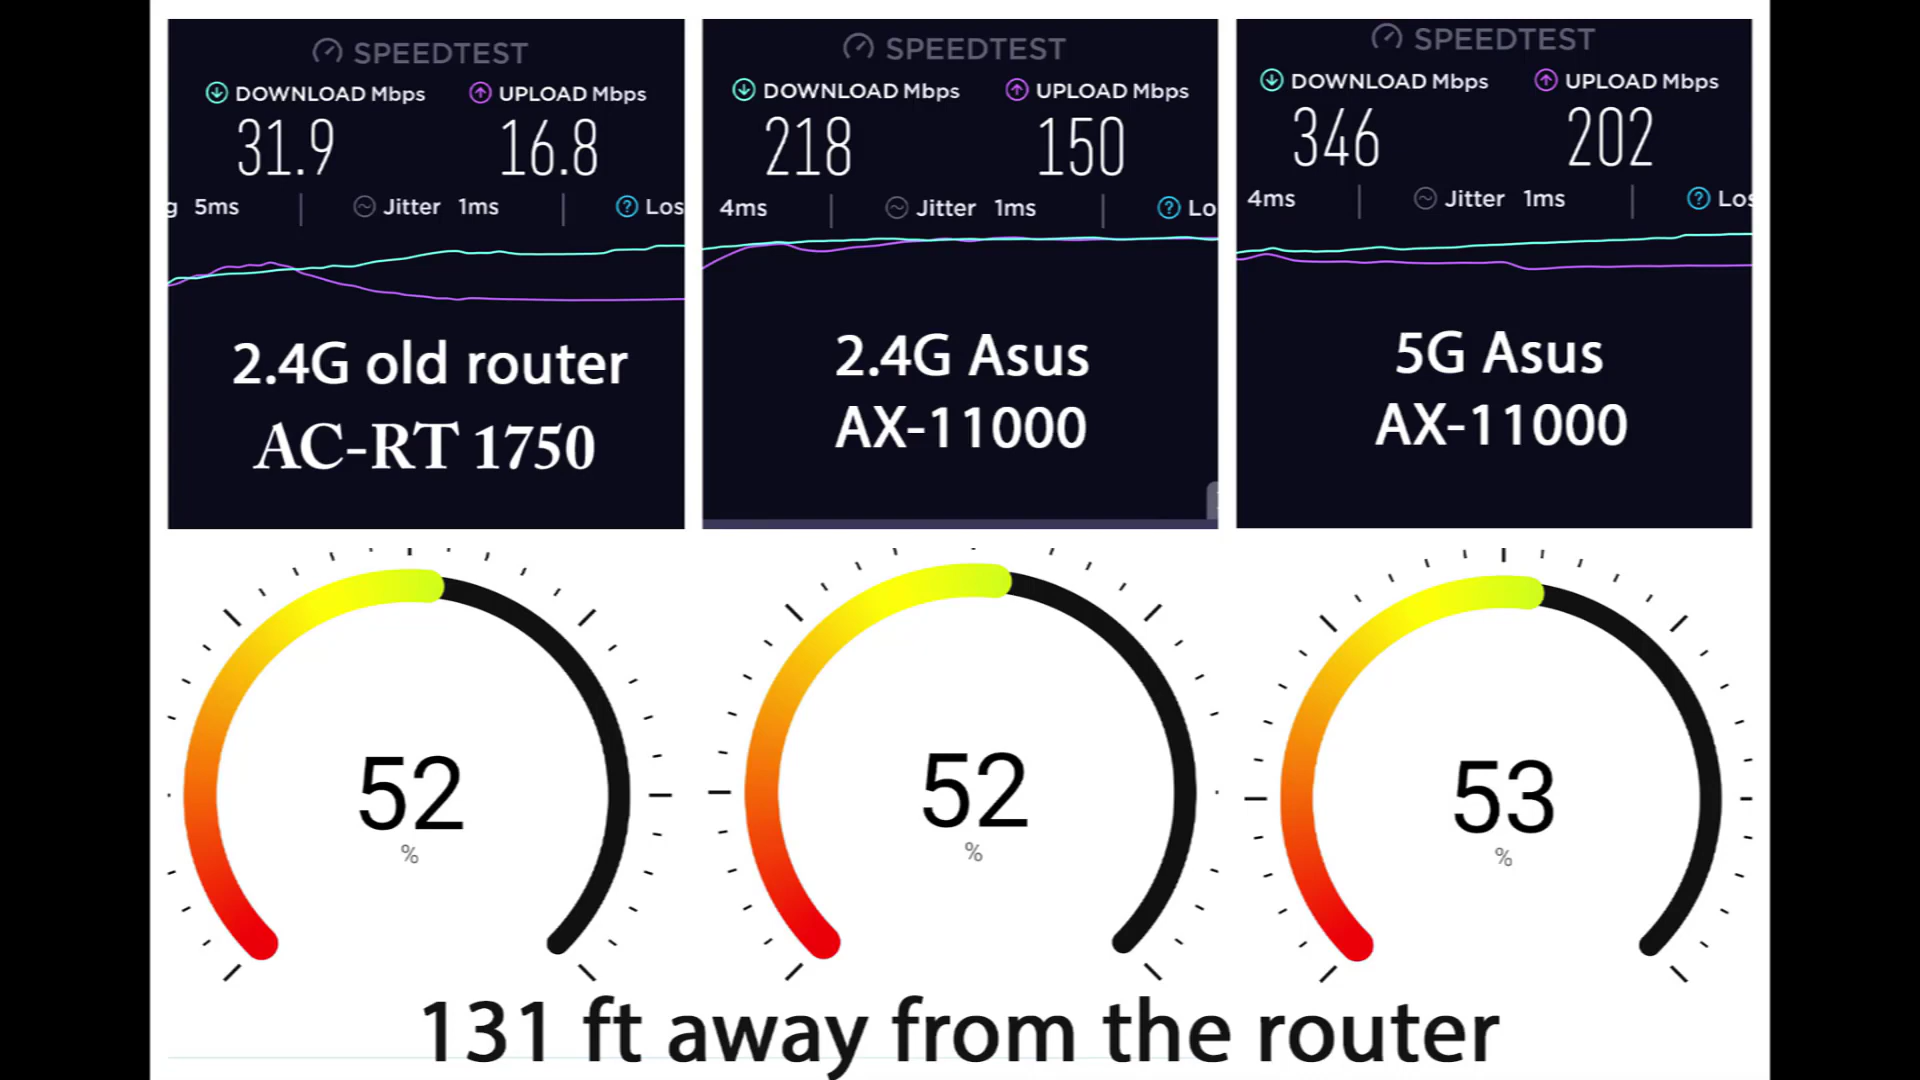 SPEEDTEST
DOWNLOAD Mbps UPLOAD Mbps
31.9 16.8
g 5ms Jitter 1ms Los
2.4G old router
AC-RT 1750
SPEEDTEST
DOWNLOAD Mbps UPLOAD Mbps
218 150
4ms Jitter 1ms Lo
2.4G Asus
AX-11000
SPEEDTEST
DOWNLOAD Mbps UPLOAD Mbps
346 202
4ms Jitter 1ms Los
5G Asus
AX-11000
52
%
52
%
53
%
131 ft away from the router